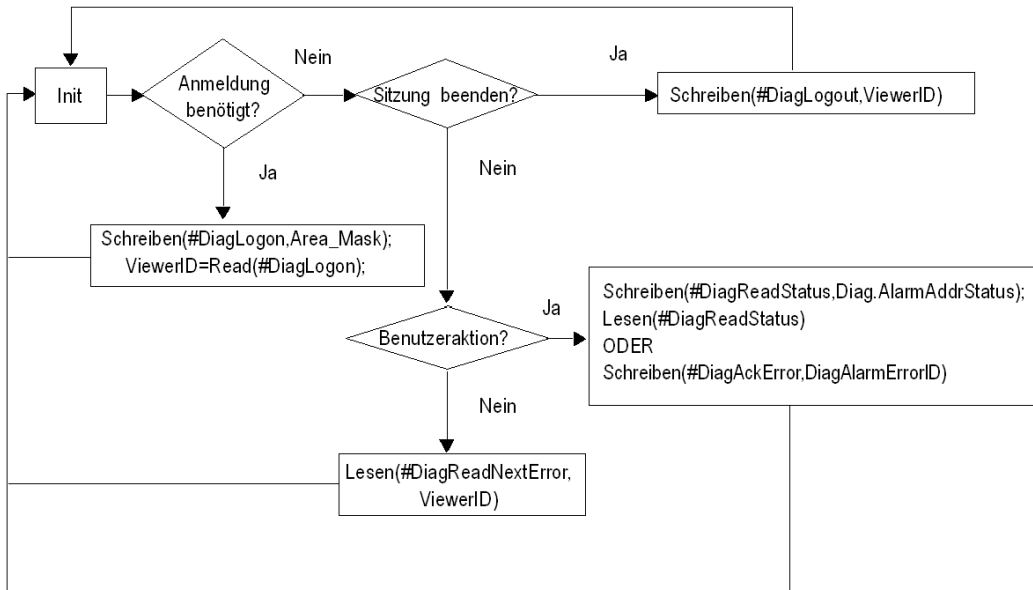 Init
Anmeldung
benötigt?
Nein
Sitzung beenden?
Ja
Schreiben(#DiagLogout,ViewerID)
Ja
Nein
Schreiben(#DiagLogon,Area_Mask);
ViewerID=Read(#DiagLogon);
Benutzeraktion?
Ja
Schreiben(#DiagReadStatus,Diag.AlarmAddrStatus);
Lesen(#DiagReadStatus)
ODER
Schreiben(#DiagAckError,DiagAlarmErrorID)
Nein
Lesen(#DiagReadNextError,
ViewerID)